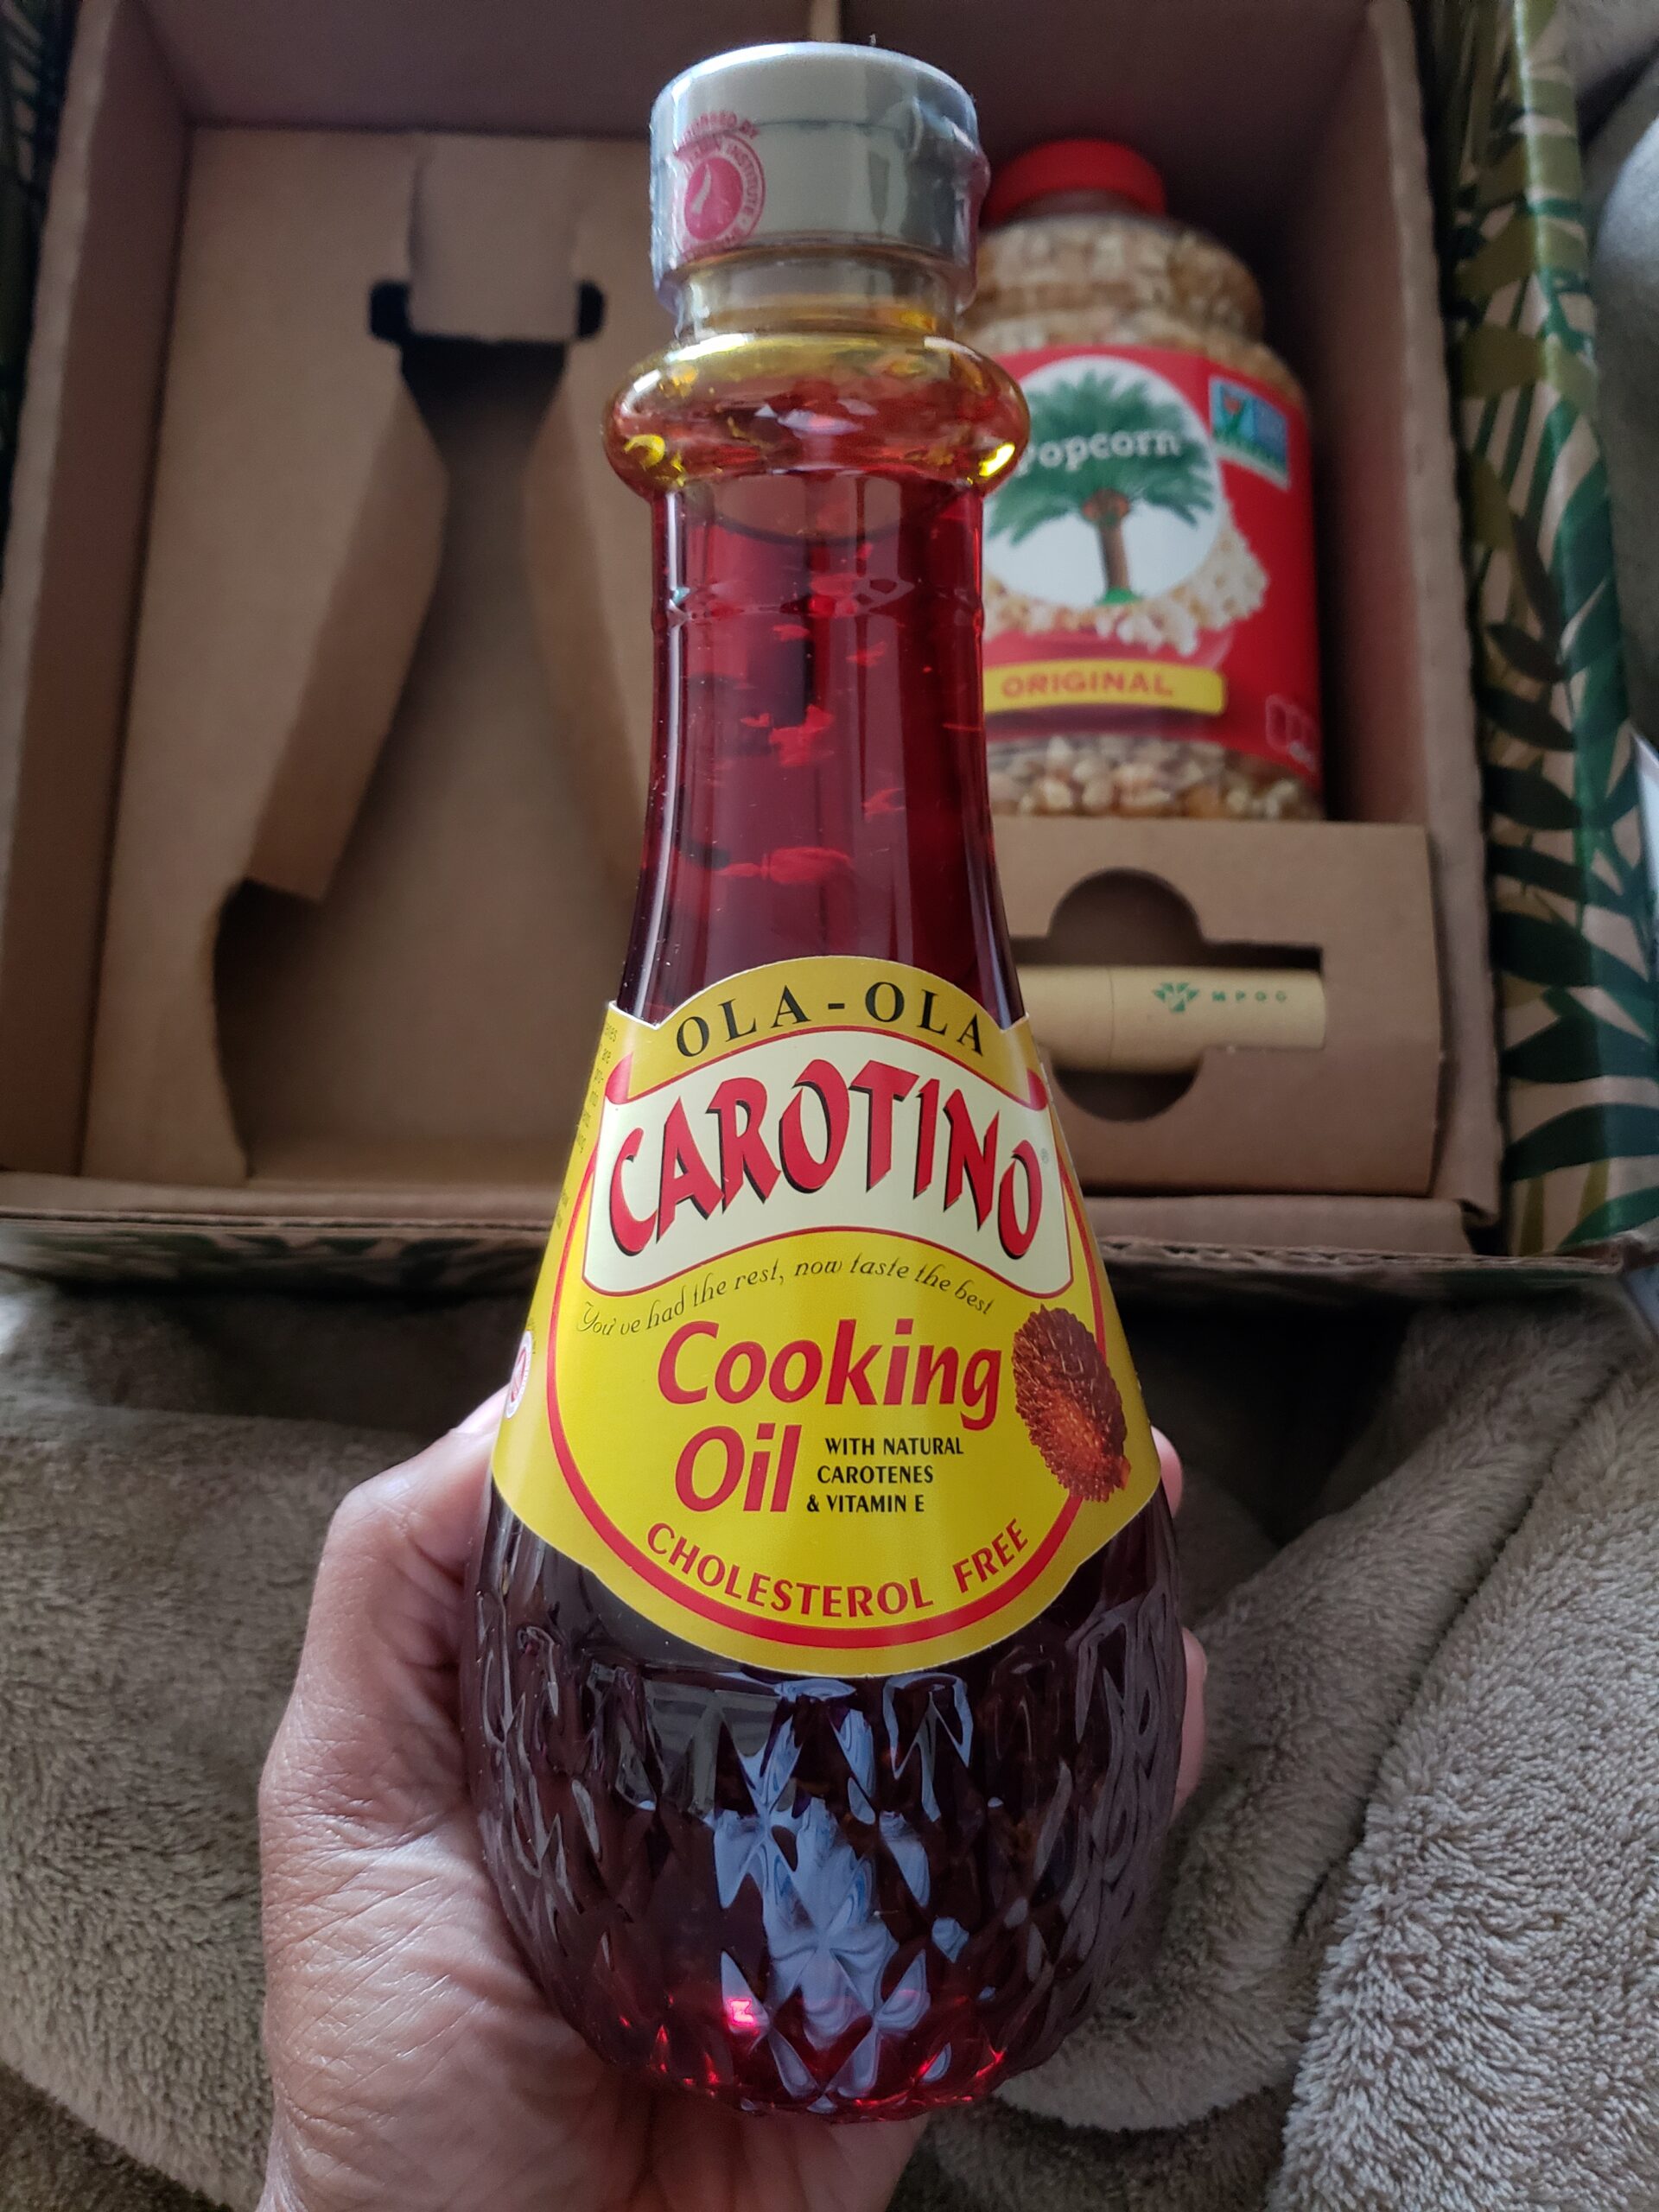 Popcorn
ORIGINAL
MPOC
OLA-OLA
CAROTINO®
You've had the rest, now taste the best
Cooking
Oil
WITH NATURAL
CAROTENES
& VITAMIN E
CHOLESTEROL FREE